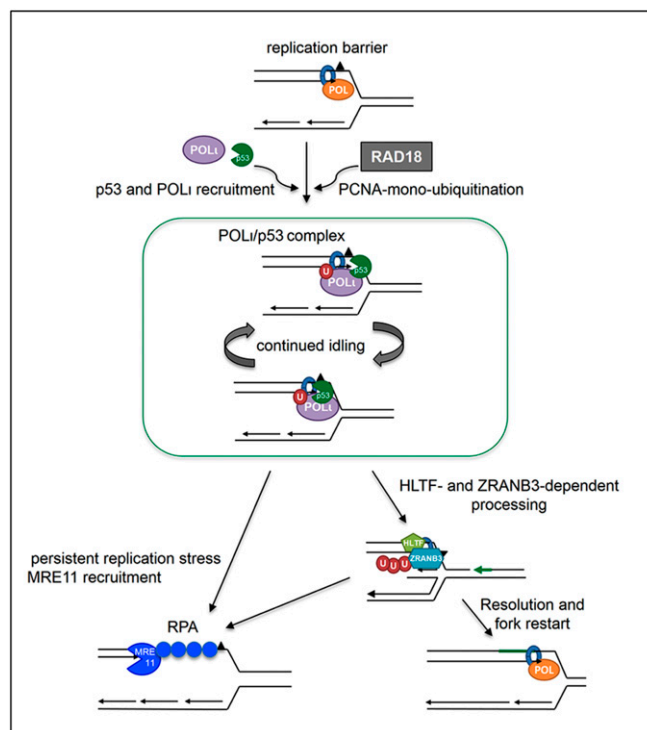 replication barrier
POL
POLι
p53
RAD18
p53 and POLι recruitment
PCNA-mono-ubiquitination
POLι/p53 complex
U
p53
POLι
continued idling
U
p53
POLι
HLTF- and ZRANB3-dependent
processing
HLTF
U U U
ZRANB3
persistent replication stress
MRE11 recruitment
Resolution and
fork restart
RPA
MRE
11
POL